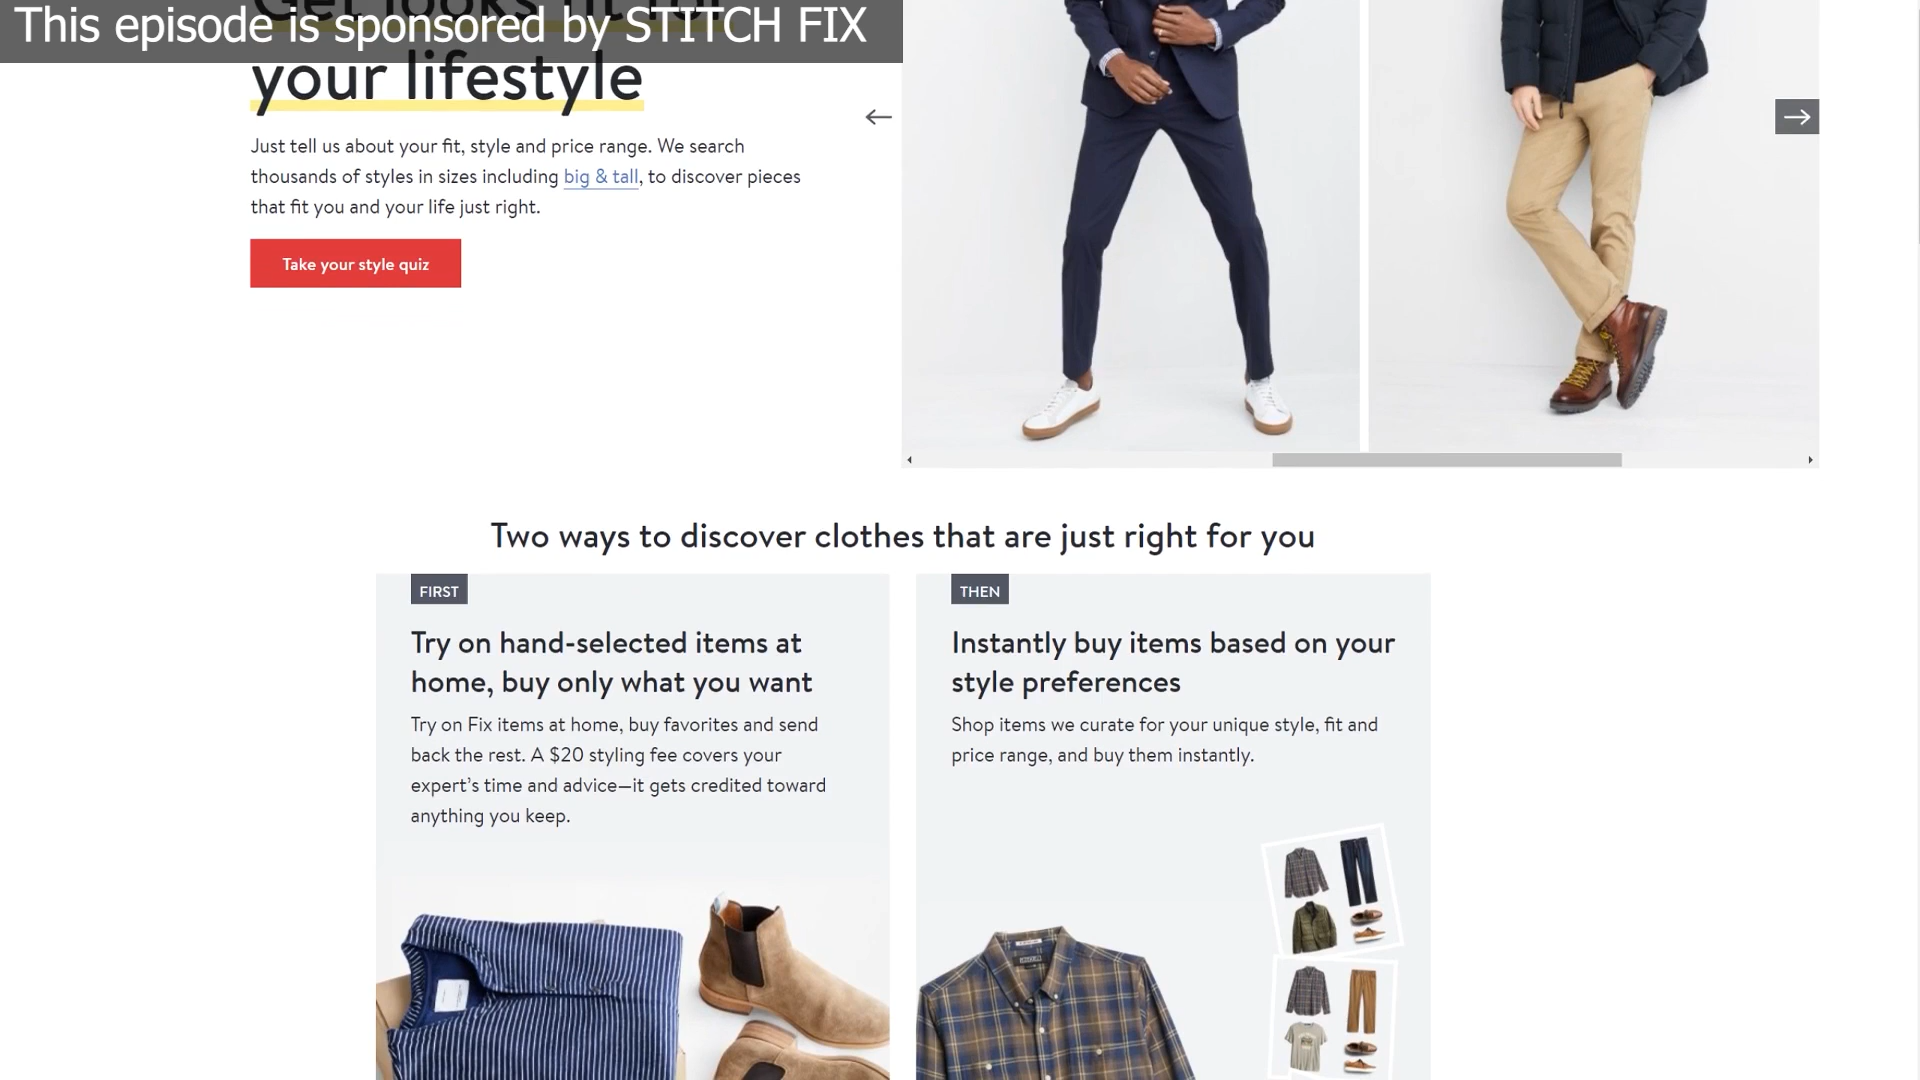 This episode is sponsored by STITCH FIX
Get looks fit for
your lifestyle
Just tell us about your fit, style and price range. We search
thousands of styles in sizes including big & tall, to discover pieces
that fit you and your life just right.
Take your style quiz
Two ways to discover clothes that are just right for you
FIRST
Try on hand-selected items at
home, buy only what you want
Try on Fix items at home, buy favorites and send
back the rest. A $20 styling fee covers your
expert’s time and advice—it gets credited toward
anything you keep.
THEN
Instantly buy items based on your
style preferences
Shop items we curate for your unique style, fit and
price range, and buy them instantly.